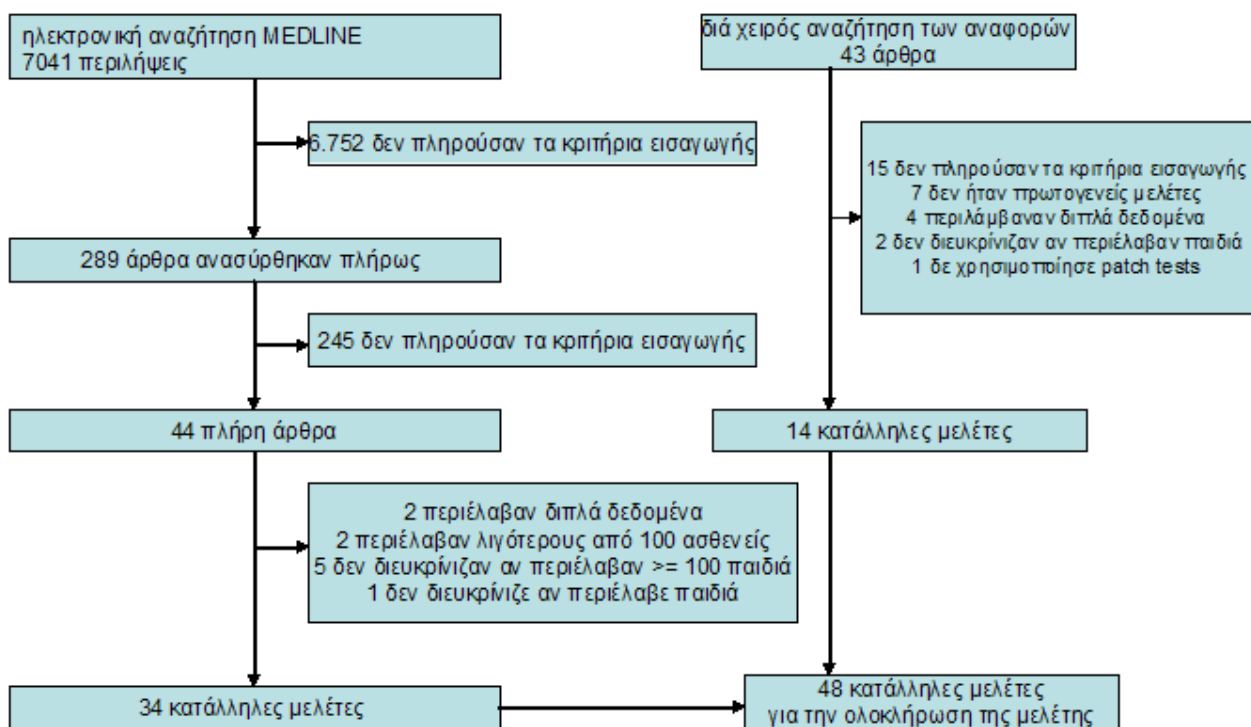 ηλεκτρονική αναζήτηση MEDLINE
7041 περιλήψεις
διά χειρός αναζήτηση των αναφορών
43 άρθρα
6.752 δεν πληρούσαν τα κριτήρια εισαγωγής
15 δεν πληρούσαν τα κριτήρια εισαγωγής
7 δεν ήταν πρωτογενείς μελέτες
4 περιλάμβαναν διπλά δεδομένα
2 δεν διευκρίνιζαν αν περιέλαβαν παιδιά
1 δε χρησιμοποίησε patch tests
289 άρθρα ανασύρθηκαν πλήρως
245 δεν πληρούσαν τα κριτήρια εισαγωγής
44 πλήρη άρθρα
14 κατάλληλες μελέτες
2 περιέλαβαν διπλά δεδομένα
2 περιέλαβαν λιγότερους από 100 ασθενείς
5 δεν διευκρίνιζαν αν περιέλαβαν >= 100 παιδιά
1 δεν διευκρίνιζε αν περιέλαβε παιδιά
34 κατάλληλες μελέτες
48 κατάλληλες μελέτες
για την ολοκλήρωση της μελέτης